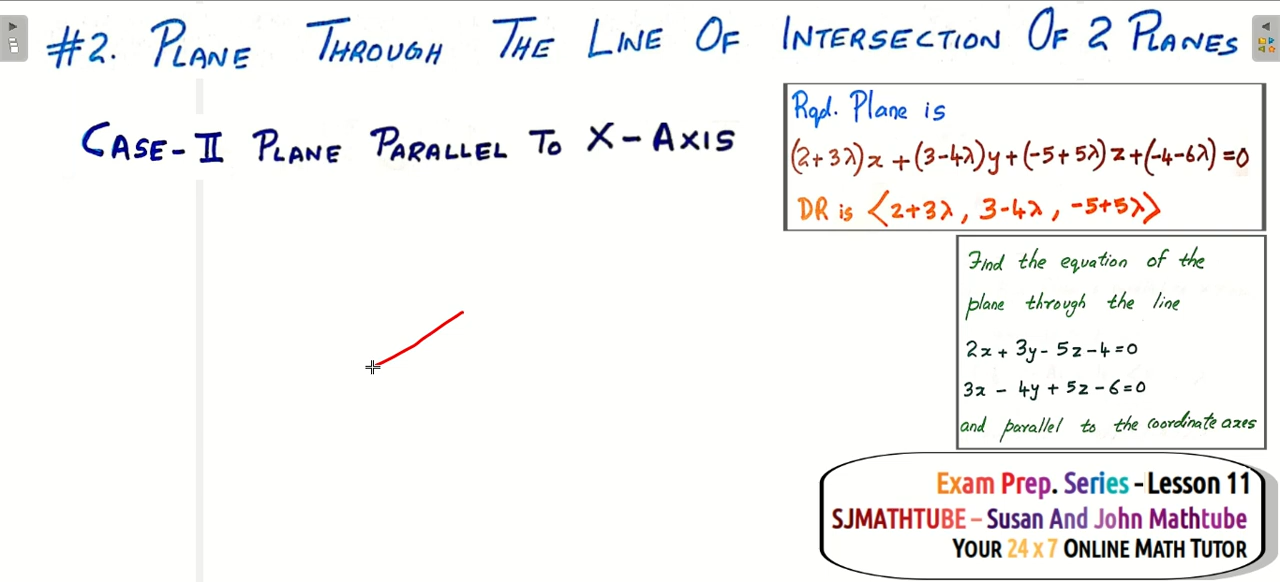 #2. PLANE THROUGH THE LINE OF INTERSECTION OF 2 PLANES
CASE-II PLANE PARALLEL TO X-AXIS
Rqd. Plane is
(2+3λ)x+(3-4λ)y+(-5+5λ)z+(-4-6λ)=0
DR is ⟨2+3λ, 3-4λ, -5+5λ⟩
Find the equation of the
plane through the line
2x+3y-5z-4=0
3x-4y+5z-6=0
and parallel to the coordinate axes
Exam Prep. Series - Lesson 11
SJMATHTUBE – Susan And John Mathtube
YOUR 24 x 7 ONLINE MATH TUTOR